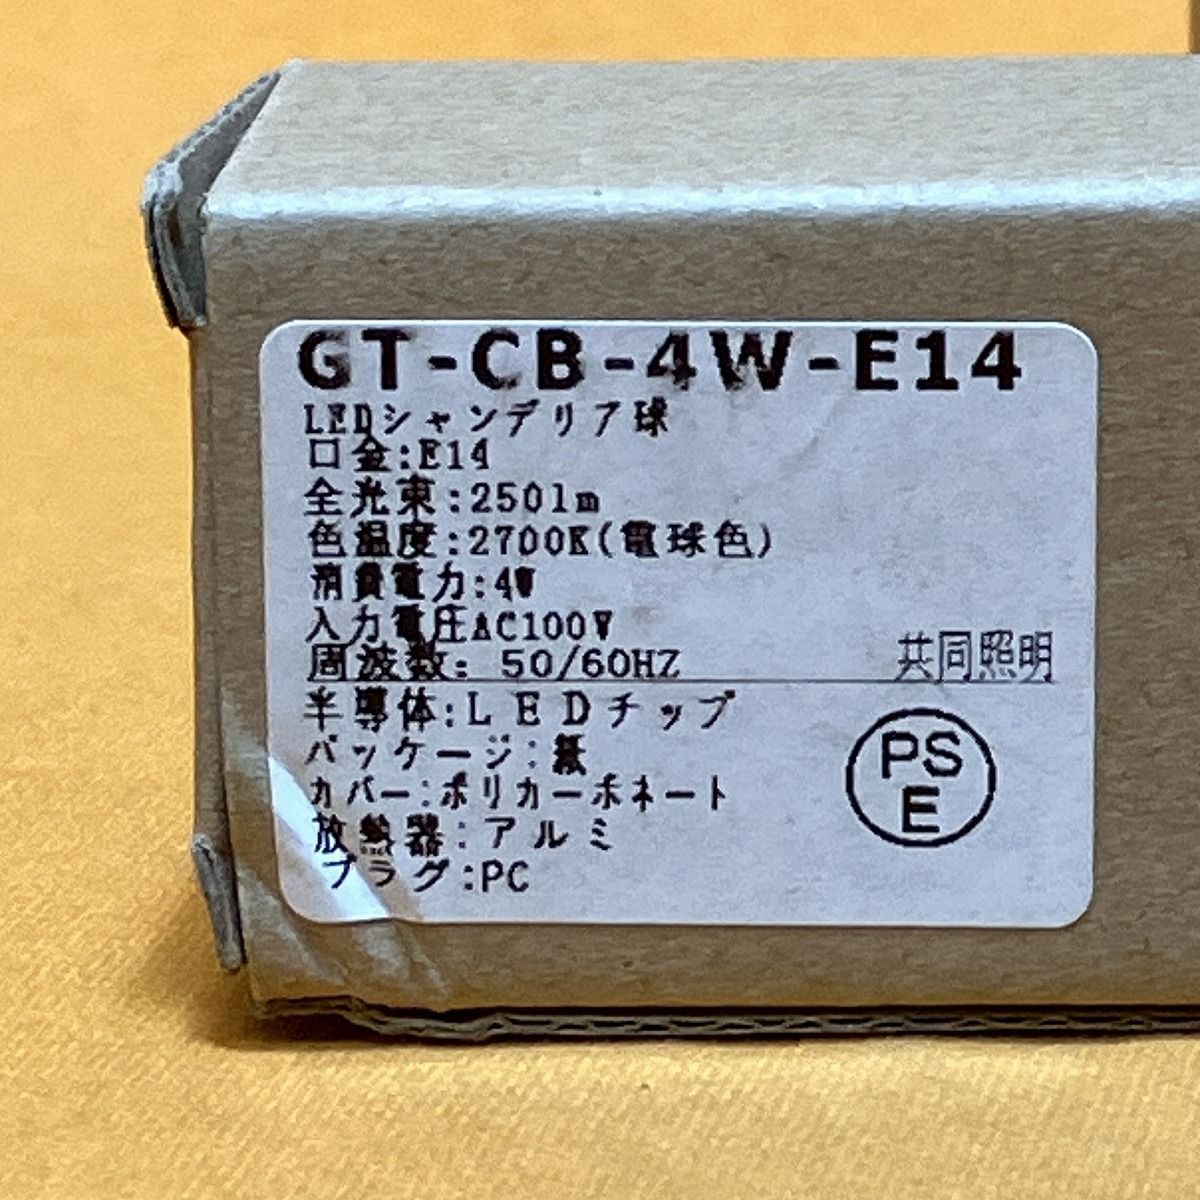 GT-CB-4W-E14
LEDシャンデリア球
口金:E14
全光束:250lm
色温度:2700K(電球色)
消費電力:4W
入力電圧AC100V
周波数: 50/60HZ
共同照明
半導体:LEDチップ
パッケージ:紙
カバー:ポリカーボネート
放熱器:アルミ
プラグ:PC
PS
E